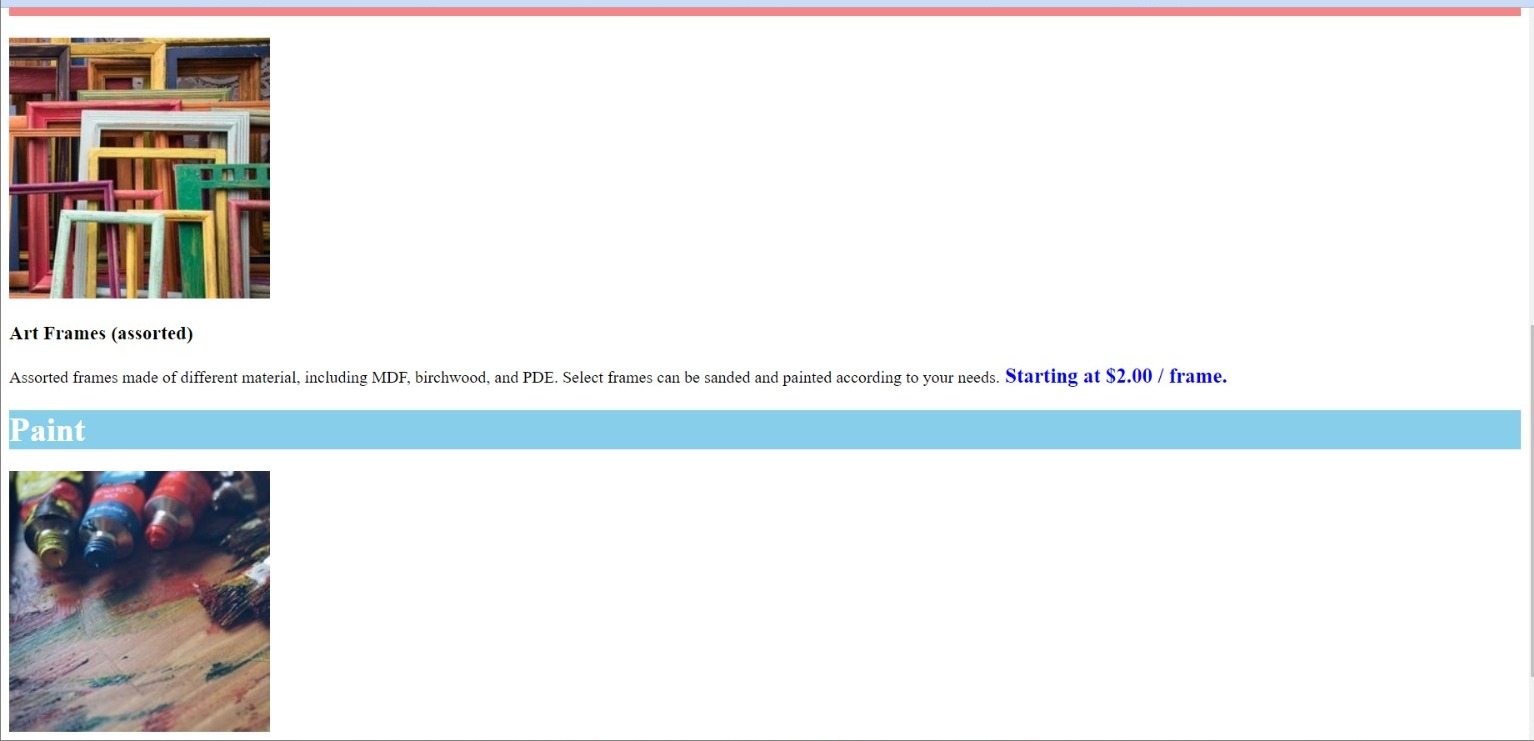 Art Frames (assorted)
Assorted frames made of different material, including MDF, birchwood, and PDE. Select frames can be sanded and painted according to your needs. Starting at $2.00 / frame.
Paint